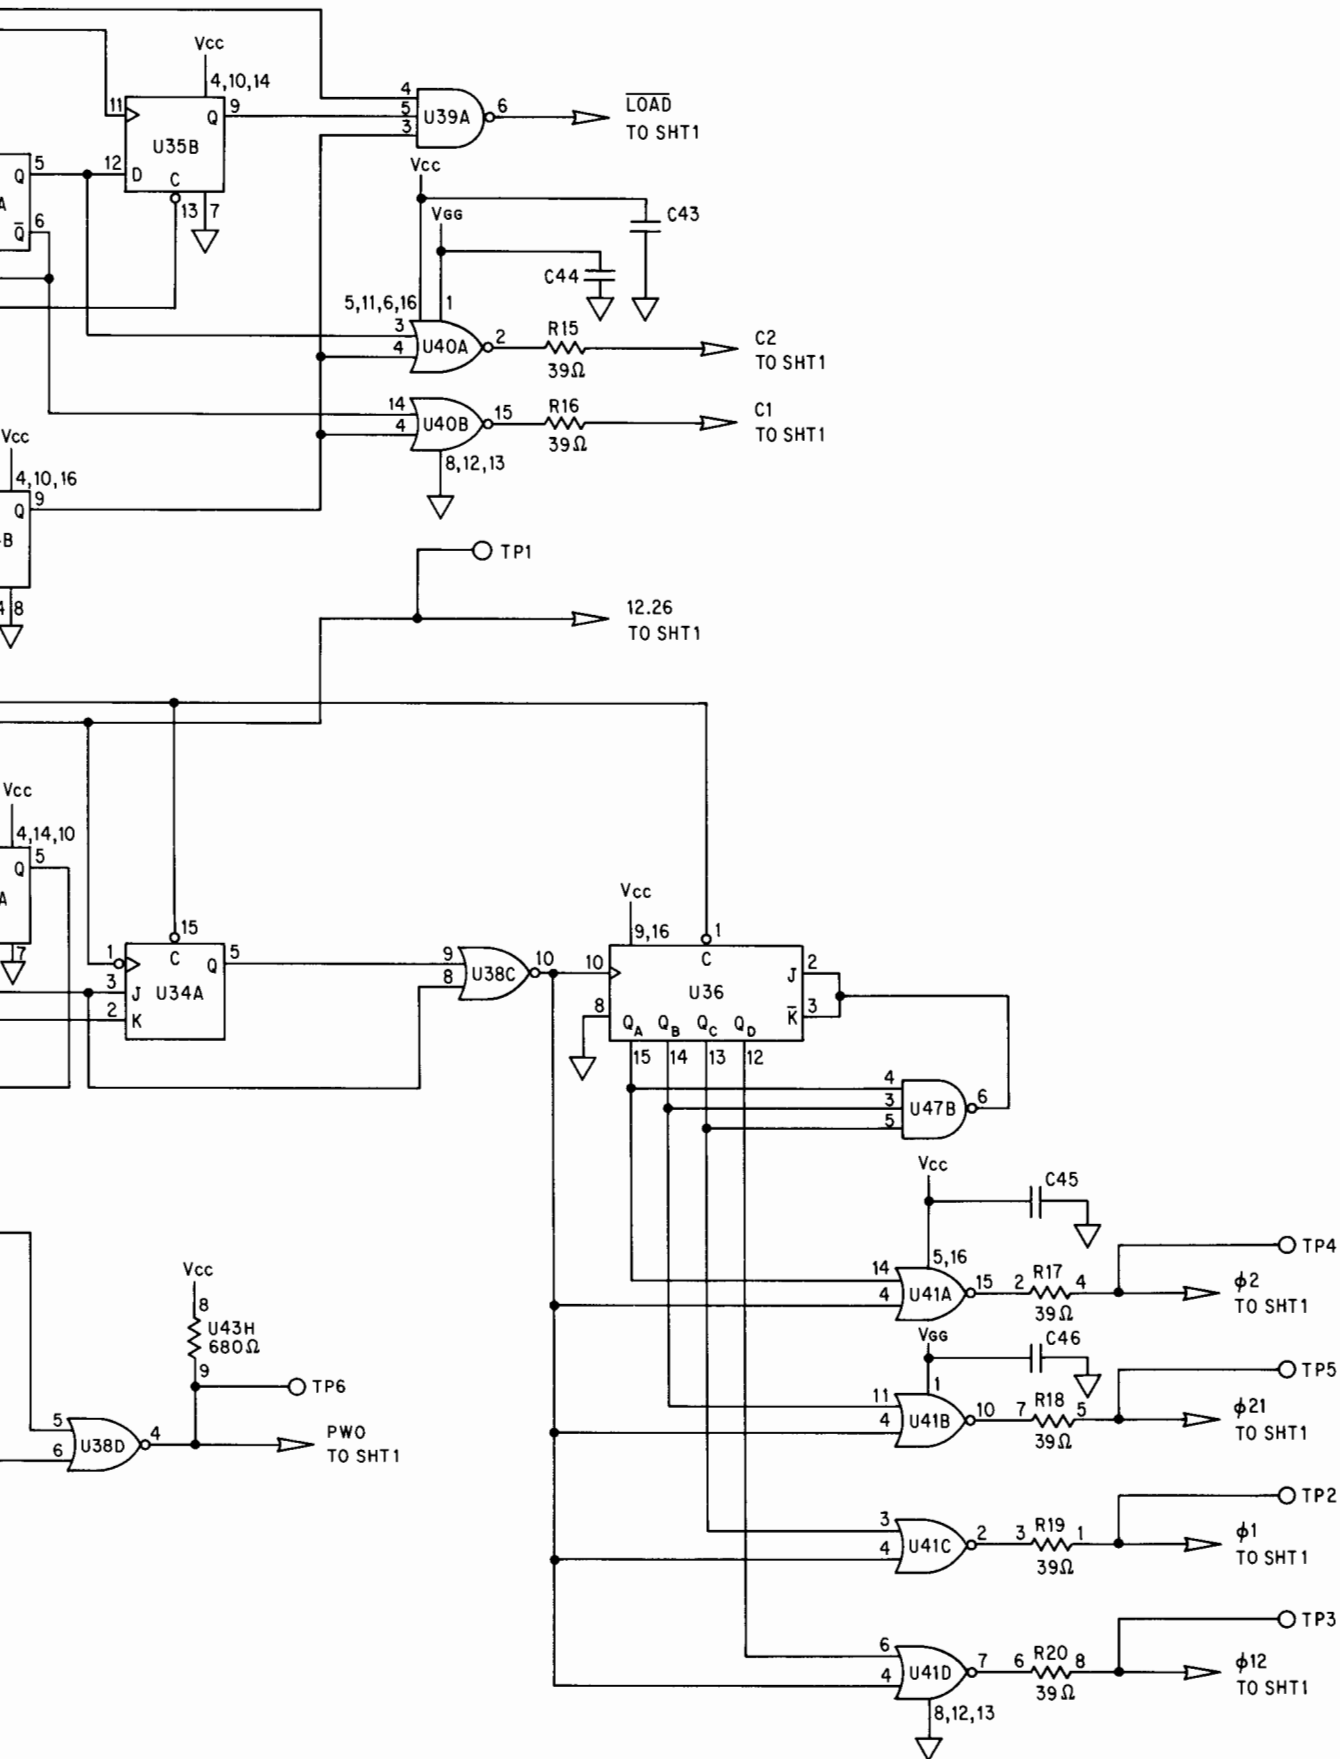 Vcc
4,10,14
11
Q
9
U35B
12
D
C
13
7
4
5
3
U39A
6
LOAD
TO SHT1
Q
5
A
Q̅
6
Vcc
VGG
C43
C44
5,11,6,16
1
3
4
U40A
2
R15
39Ω
C2
TO SHT1
14
4
U40B
15
R16
39Ω
C1
TO SHT1
8,12,13
Vcc
4,10,16
Q
9
B
8
TP1
12.26
TO SHT1
Vcc
4,14,10
Q
5
A
7
15
1
C
Q
5
3
J
U34A
2
K
9
8
U38C
10
Vcc
9,16
1
10
C
J
2
U36
8
K̅
3
QA
QB
QC
QD
15
14
13
12
4
3
5
U47B
6
Vcc
C45
5,16
14
4
U41A
15
2
R17
4
39Ω
TP4
ϕ2
TO SHT1
VGG
C46
1
11
4
U41B
10
7
R18
5
39Ω
TP5
ϕ21
TO SHT1
3
4
U41C
2
3
R19
1
39Ω
TP2
ϕ1
TO SHT1
6
4
U41D
7
6
R20
8
39Ω
TP3
ϕ12
TO SHT1
8,12,13
Vcc
8
U43H
680Ω
9
TP6
5
6
U38D
4
PWO
TO SHT1